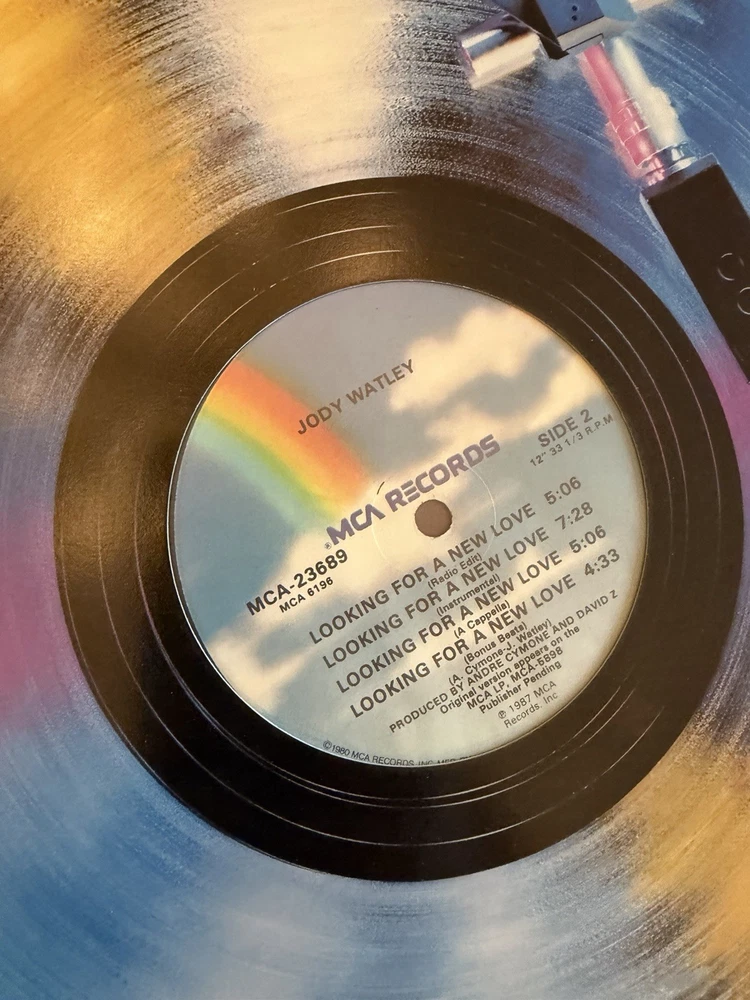 JODY WATLEY
SIDE 2
12" 33 1/3 R.P.M
MCA RECORDS
®
MCA-23689
MCA 6196
LOOKING FOR A NEW LOVE 5:06
(Radio Edit)
LOOKING FOR A NEW LOVE 7:28
(Instrumental)
LOOKING FOR A NEW LOVE 5:06
(A Cappella)
LOOKING FOR A NEW LOVE 4:33
(Bonus Beats)
(A. Cymone-J. Watley)
PRODUCED BY ANDRE CYMONE AND DAVID Z
Original version appears on the
MCA LP, MCA-5898
Publisher Pending
℗ 1987 MCA
Records, Inc
©1980 MCA RECORDS, INC.